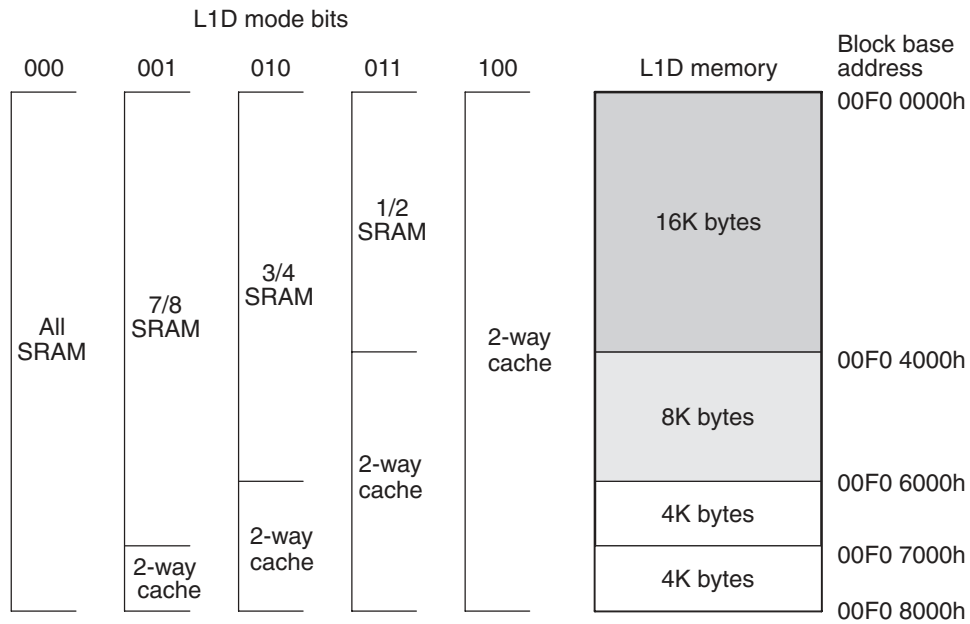 L1D mode bits
000 001 010 011 100 L1D memory Block base
address
00F0 0000h
1/2
SRAM
16K bytes
3/4
SRAM
7/8
SRAM
All
SRAM
2-way
cache
00F0 4000h
8K bytes
2-way
cache
00F0 6000h
4K bytes
2-way
cache
00F0 7000h
2-way
cache
4K bytes
00F0 8000h